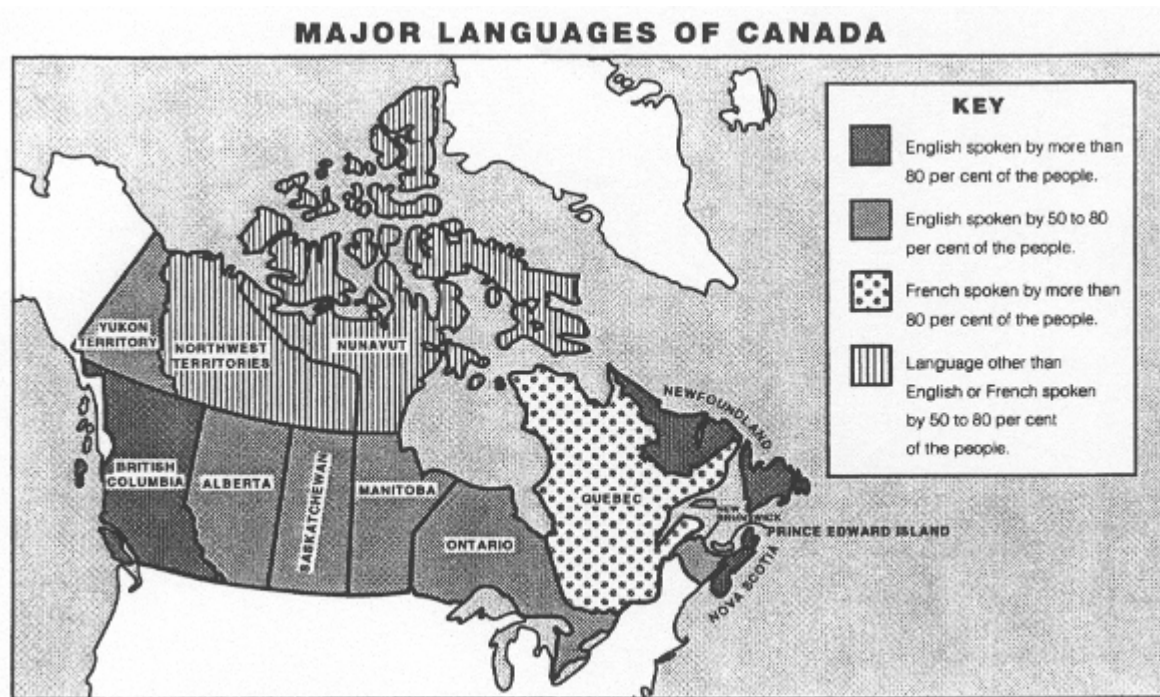 MAJOR LANGUAGES OF CANADA
KEY
English spoken by more than
80 per cent of the people.
English spoken by 50 to 80
per cent of the people.
French spoken by more than
80 per cent of the people.
Language other than
English or French spoken
by 50 to 80 per cent
of the people.
YUKON
TERRITORY
NORTHWEST
TERRITORIES
NUNAVUT
NEWFOUNDLAND
BRITISH
COLUMBIA
ALBERTA
SASKATCHEWAN
MANITOBA
ONTARIO
QUEBEC
NEW
BRUNSWICK
PRINCE EDWARD ISLAND
NOVA SCOTIA